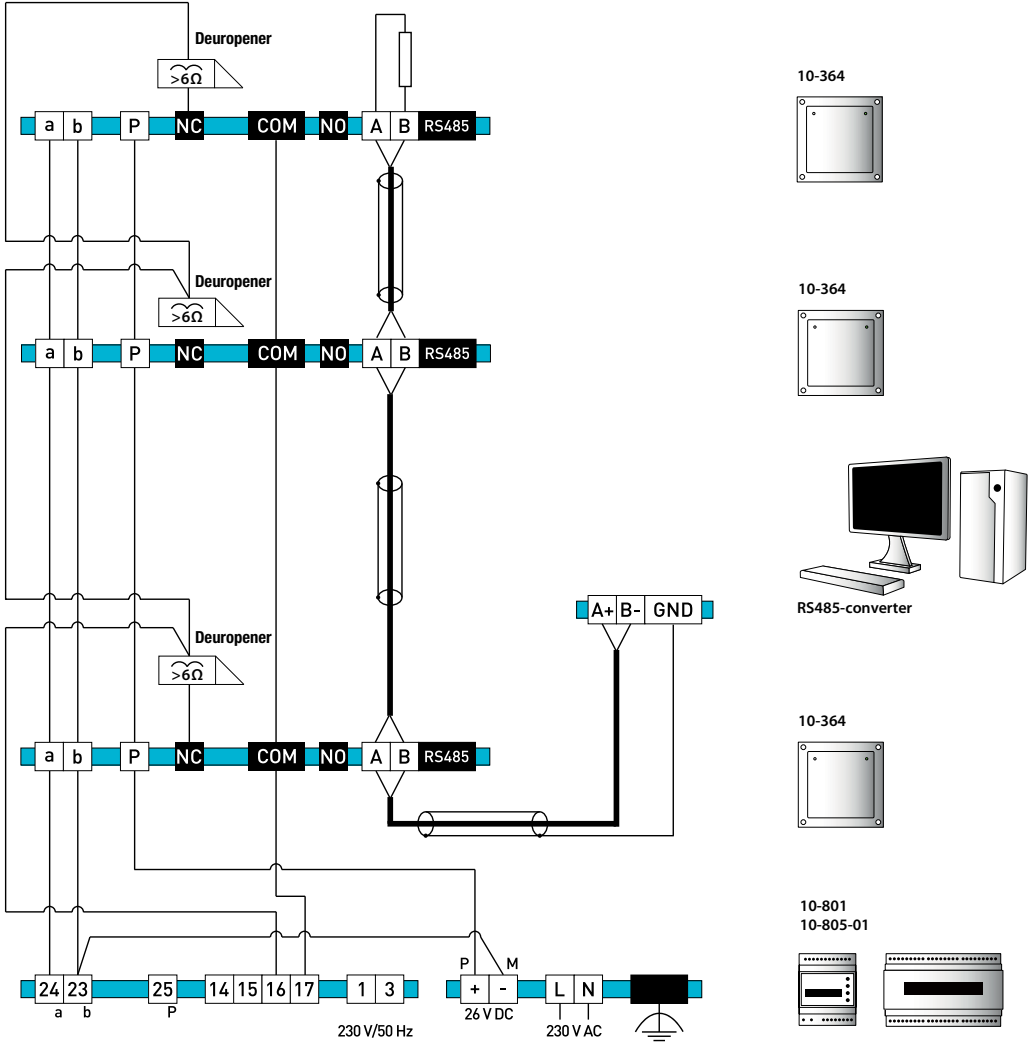 Deuropener
>6Ω
a b P NC COM NO A B RS485
10-364
Deuropener
>6Ω
a b P NC COM NO A B RS485
10-364
RS485-converter
A+ B- GND
Deuropener
>6Ω
a b P NC COM NO A B RS485
10-364
10-801
10-805-01
P M
24 23 25 14 15 16 17 1 3 + - L N
a b P 26 V DC
230 V/50 Hz 230 V AC